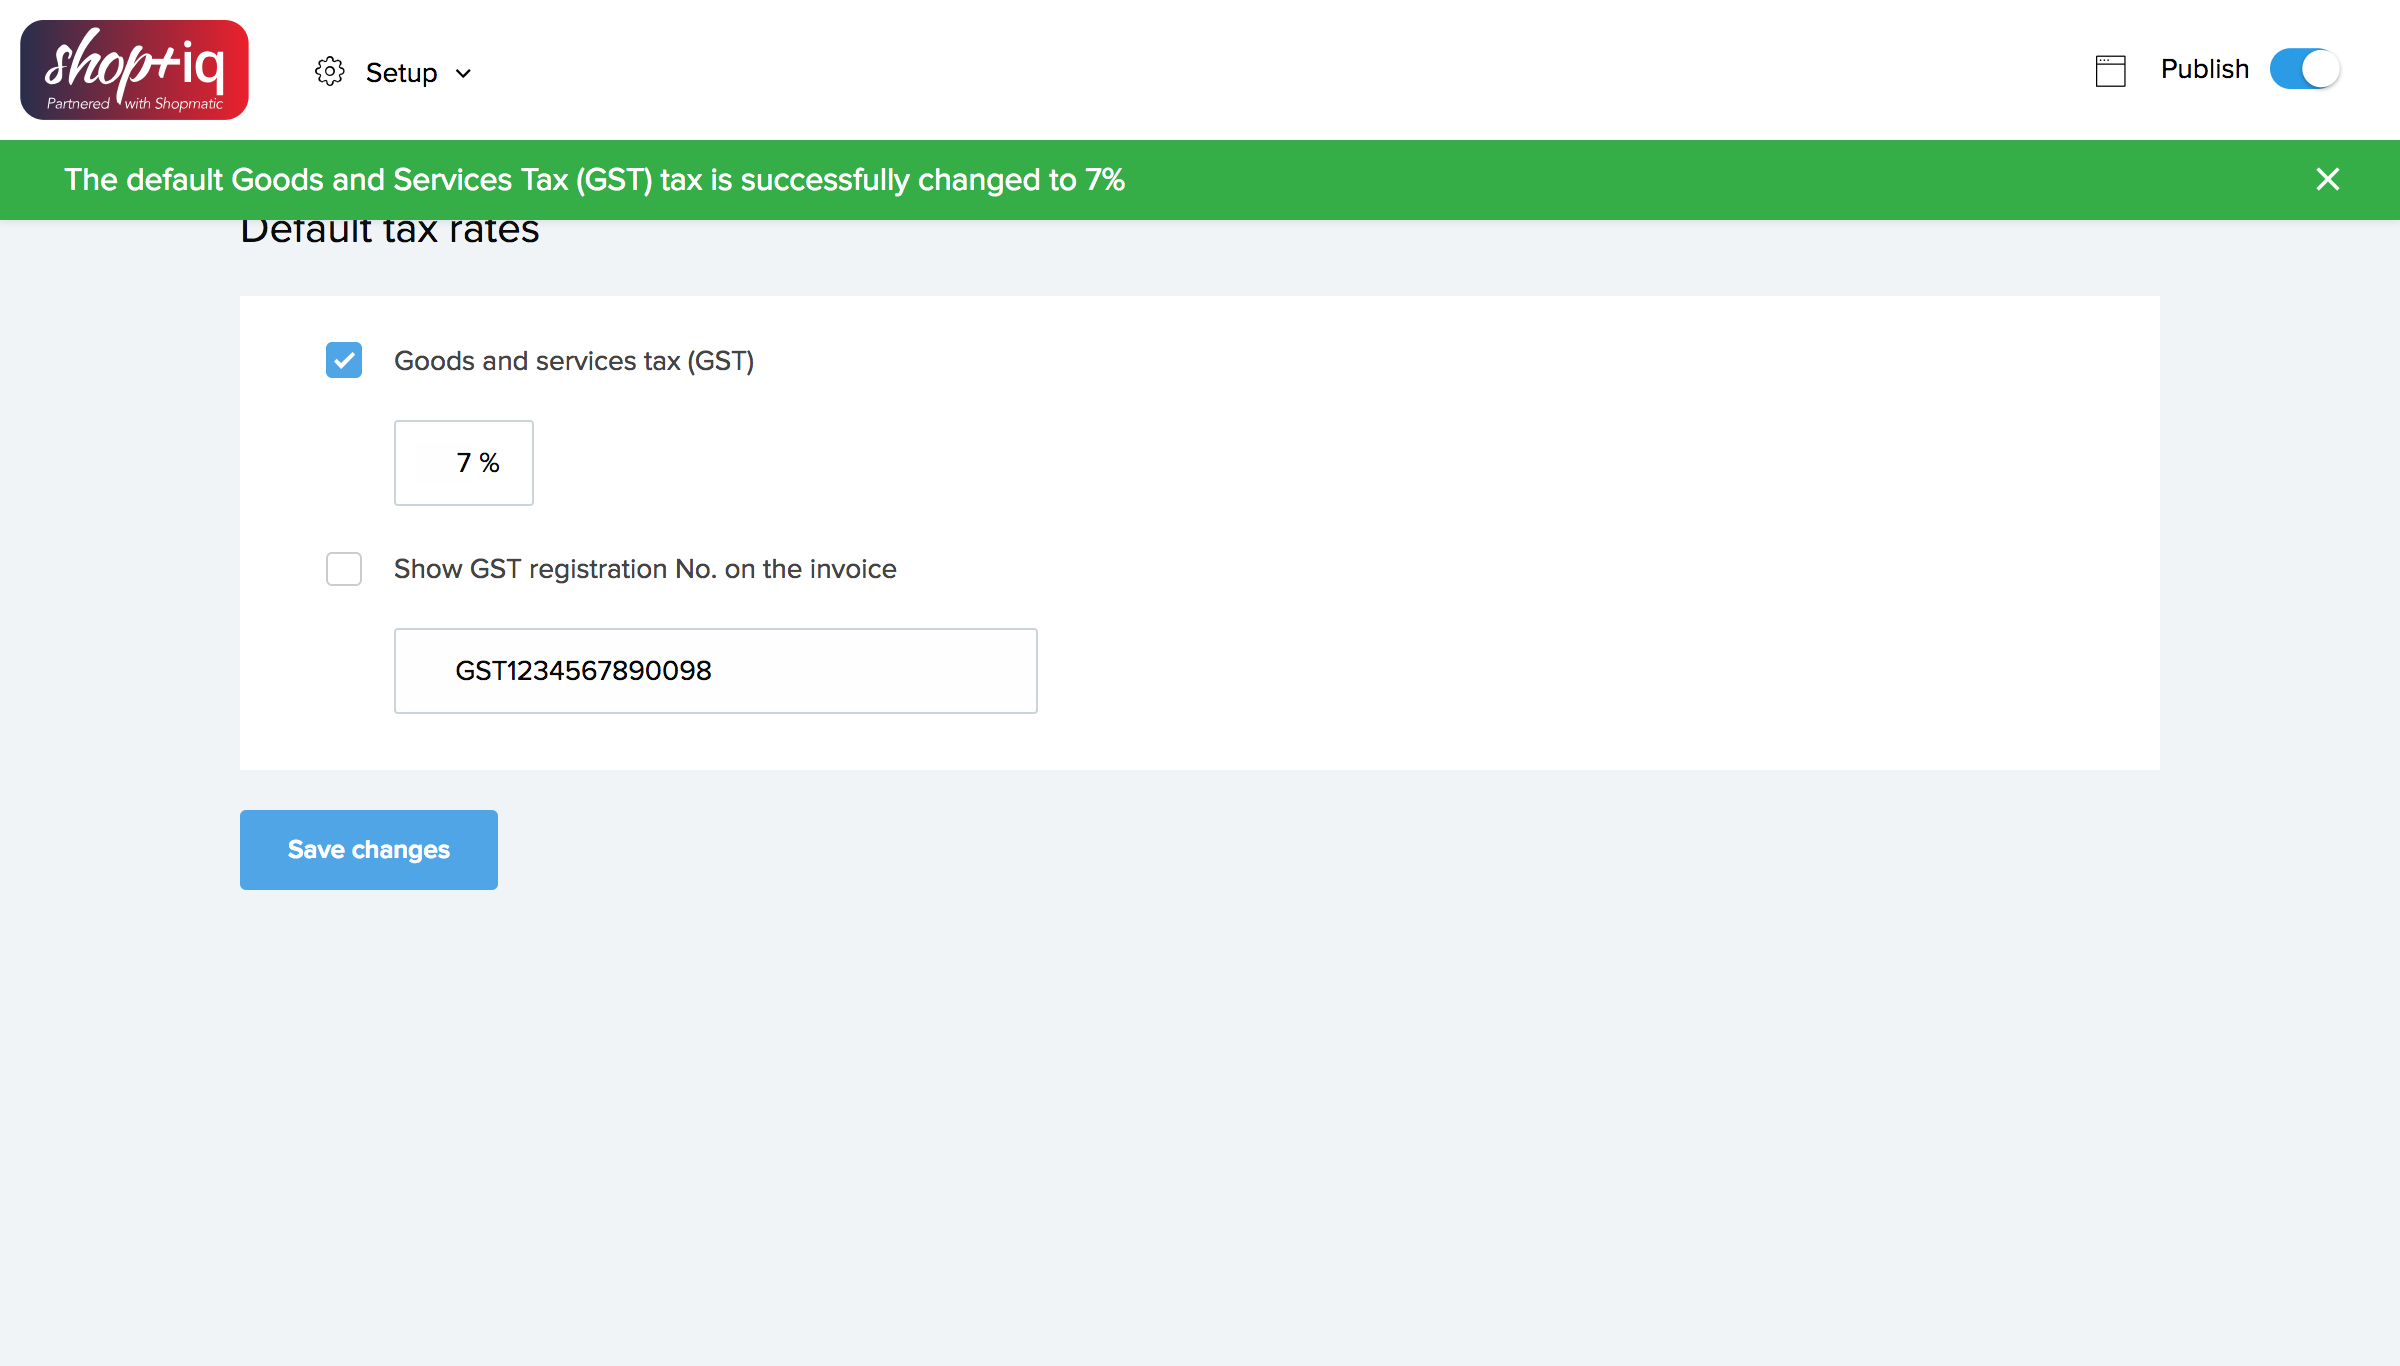 shop+iq
Partnered with Shopmatic
Setup
Publish
The default Goods and Services Tax (GST) tax is successfully changed to 7%
Default tax rates
Goods and services tax (GST)
7 %
Show GST registration No. on the invoice
GST1234567890098
Save changes